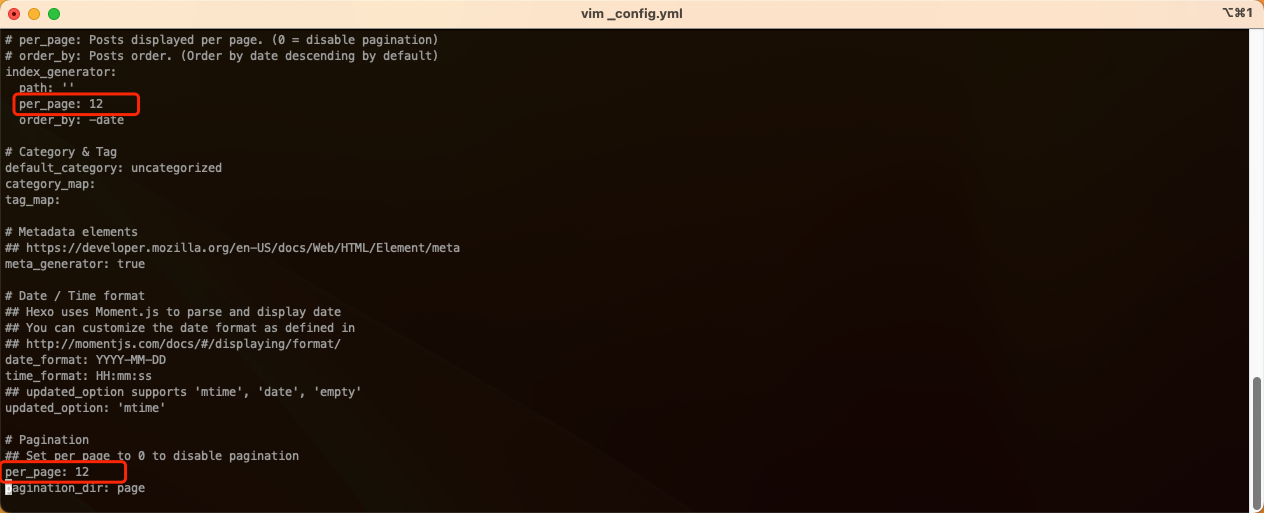 vim _config.yml
⌥⌘1
# per_page: Posts displayed per page. (0 = disable pagination)
# order_by: Posts order. (Order by date descending by default)
index_generator:
  path: ''
  per_page: 12
  order_by: -date

# Category & Tag
default_category: uncategorized
category_map:
tag_map:

# Metadata elements
## https://developer.mozilla.org/en-US/docs/Web/HTML/Element/meta
meta_generator: true

# Date / Time format
## Hexo uses Moment.js to parse and display date
## You can customize the date format as defined in
## http://momentjs.com/docs/#/displaying/format/
date_format: YYYY-MM-DD
time_format: HH:mm:ss
## updated_option supports 'mtime', 'date', 'empty'
updated_option: 'mtime'

# Pagination
## Set per_page to 0 to disable pagination
per_page: 12
pagination_dir: page